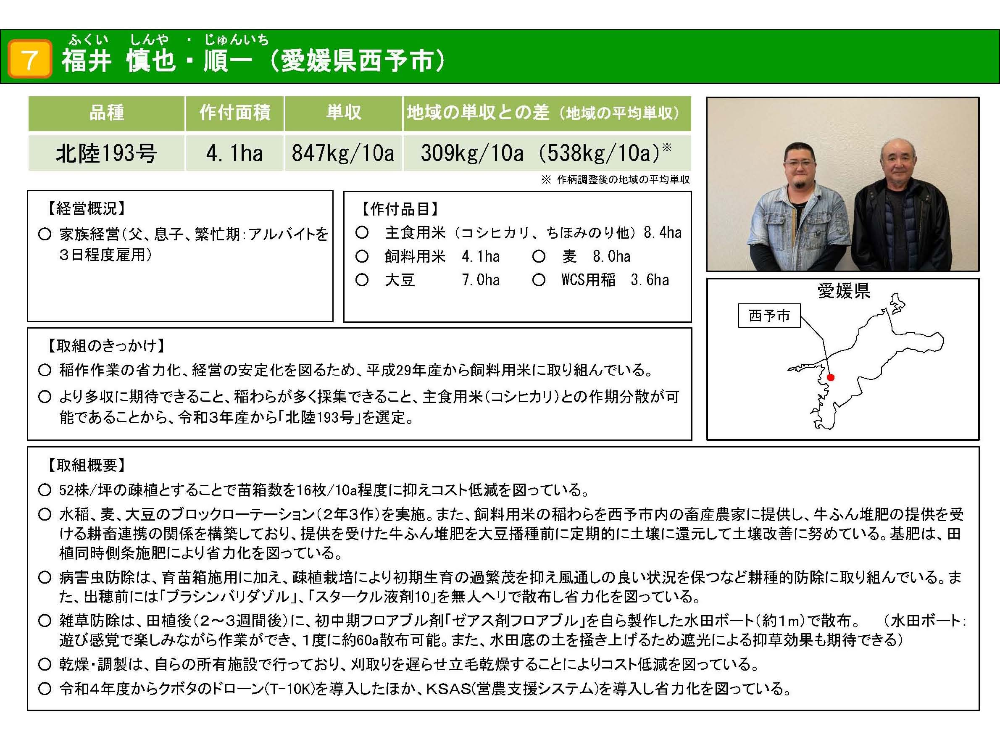 ふくい しんや ・ じゅんいち
7 福井 慎也・順一（愛媛県西予市）
品種 作付面積 単収 地域の単収との差（地域の平均単収）
北陸193号 4.1ha 847kg/10a 309kg/10a（538kg/10a）※
※ 作柄調整後の地域の平均単収
【経営概況】
○ 家族経営（父、息子、繁忙期：アルバイトを
３日程度雇用）
【作付品目】
○ 主食用米（コシヒカリ、ちほみのり他）8.4ha
○ 飼料用米 4.1ha ○ 麦 8.0ha
○ 大豆 7.0ha ○ WCS用稲 3.6ha
愛媛県
西予市
【取組のきっかけ】
○ 稲作作業の省力化、経営の安定化を図るため、平成29年産から飼料用米に取り組んでいる。
○ より多収に期待できること、稲わらが多く採集できること、主食用米（コシヒカリ）との作期分散が可
能であることから、令和３年産から「北陸193号」を選定。
【取組概要】
○ 52株/坪の疎植とすることで苗箱数を16枚/10a程度に抑えコスト低減を図っている。
○ 水稲、麦、大豆のブロックローテーション（２年３作）を実施。また、飼料用米の稲わらを西予市内の畜産農家に提供し、牛ふん堆肥の提供を受
ける耕畜連携の関係を構築しており、提供を受けた牛ふん堆肥を大豆播種前に定期的に土壌に還元して土壌改善に努めている。基肥は、田
植同時側条施肥により省力化を図っている。
○ 病害虫防除は、育苗箱施用に加え、疎植栽培により初期生育の過繁茂を抑え風通しの良い状況を保つなど耕種的防除に取り組んでいる。ま
た、出穂前には「ブラシンバリダゾル」、「スタークル液剤10」を無人ヘリで散布し省力化を図っている。
○ 雑草防除は、田植後（２～３週間後）に、初中期フロアブル剤「ゼアス剤フロアブル」を自ら製作した水田ボート（約１ｍ）で散布。 （水田ボート：
遊び感覚で楽しみながら作業ができ、１度に約60a散布可能。また、水田底の土を掻き上げるため遮光による抑草効果も期待できる）
○ 乾燥・調製は、自らの所有施設で行っており、刈取りを遅らせ立毛乾燥することによりコスト低減を図っている。
○ 令和４年度からクボタのドローン(T-10K)を導入したほか、ＫＳＡＳ(営農支援システム)を導入し省力化を図っている。